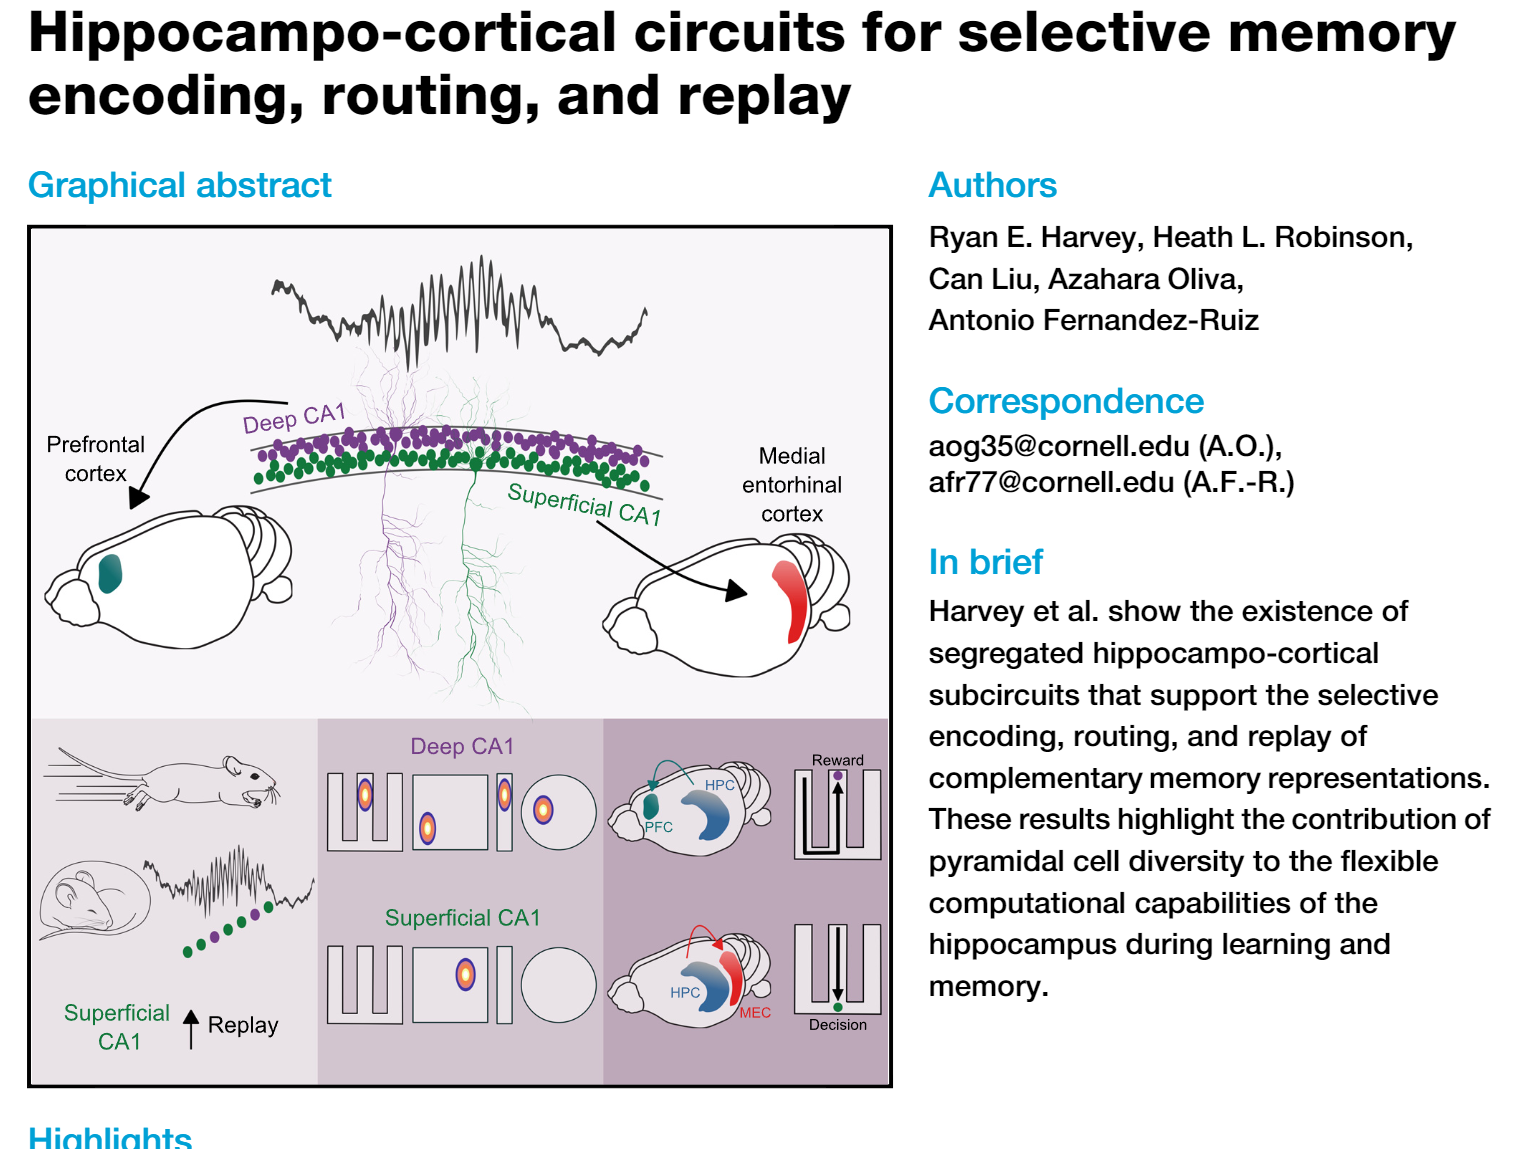 Hippocampo-cortical circuits for selective memory
encoding, routing, and replay
Graphical abstract
Deep CA1
Prefrontal
cortex
Superficial CA1
Medial
entorhinal
cortex
Superficial
CA1
Replay
Deep CA1
Superficial CA1
HPC
PFC
Reward
HPC
MEC
Decision
Authors
Ryan E. Harvey, Heath L. Robinson,
Can Liu, Azahara Oliva,
Antonio Fernandez-Ruiz
Correspondence
aog35@cornell.edu (A.O.),
afr77@cornell.edu (A.F.-R.)
In brief
Harvey et al. show the existence of
segregated hippocampo-cortical
subcircuits that support the selective
encoding, routing, and replay of
complementary memory representations.
These results highlight the contribution of
pyramidal cell diversity to the flexible
computational capabilities of the
hippocampus during learning and
memory.
Highlights